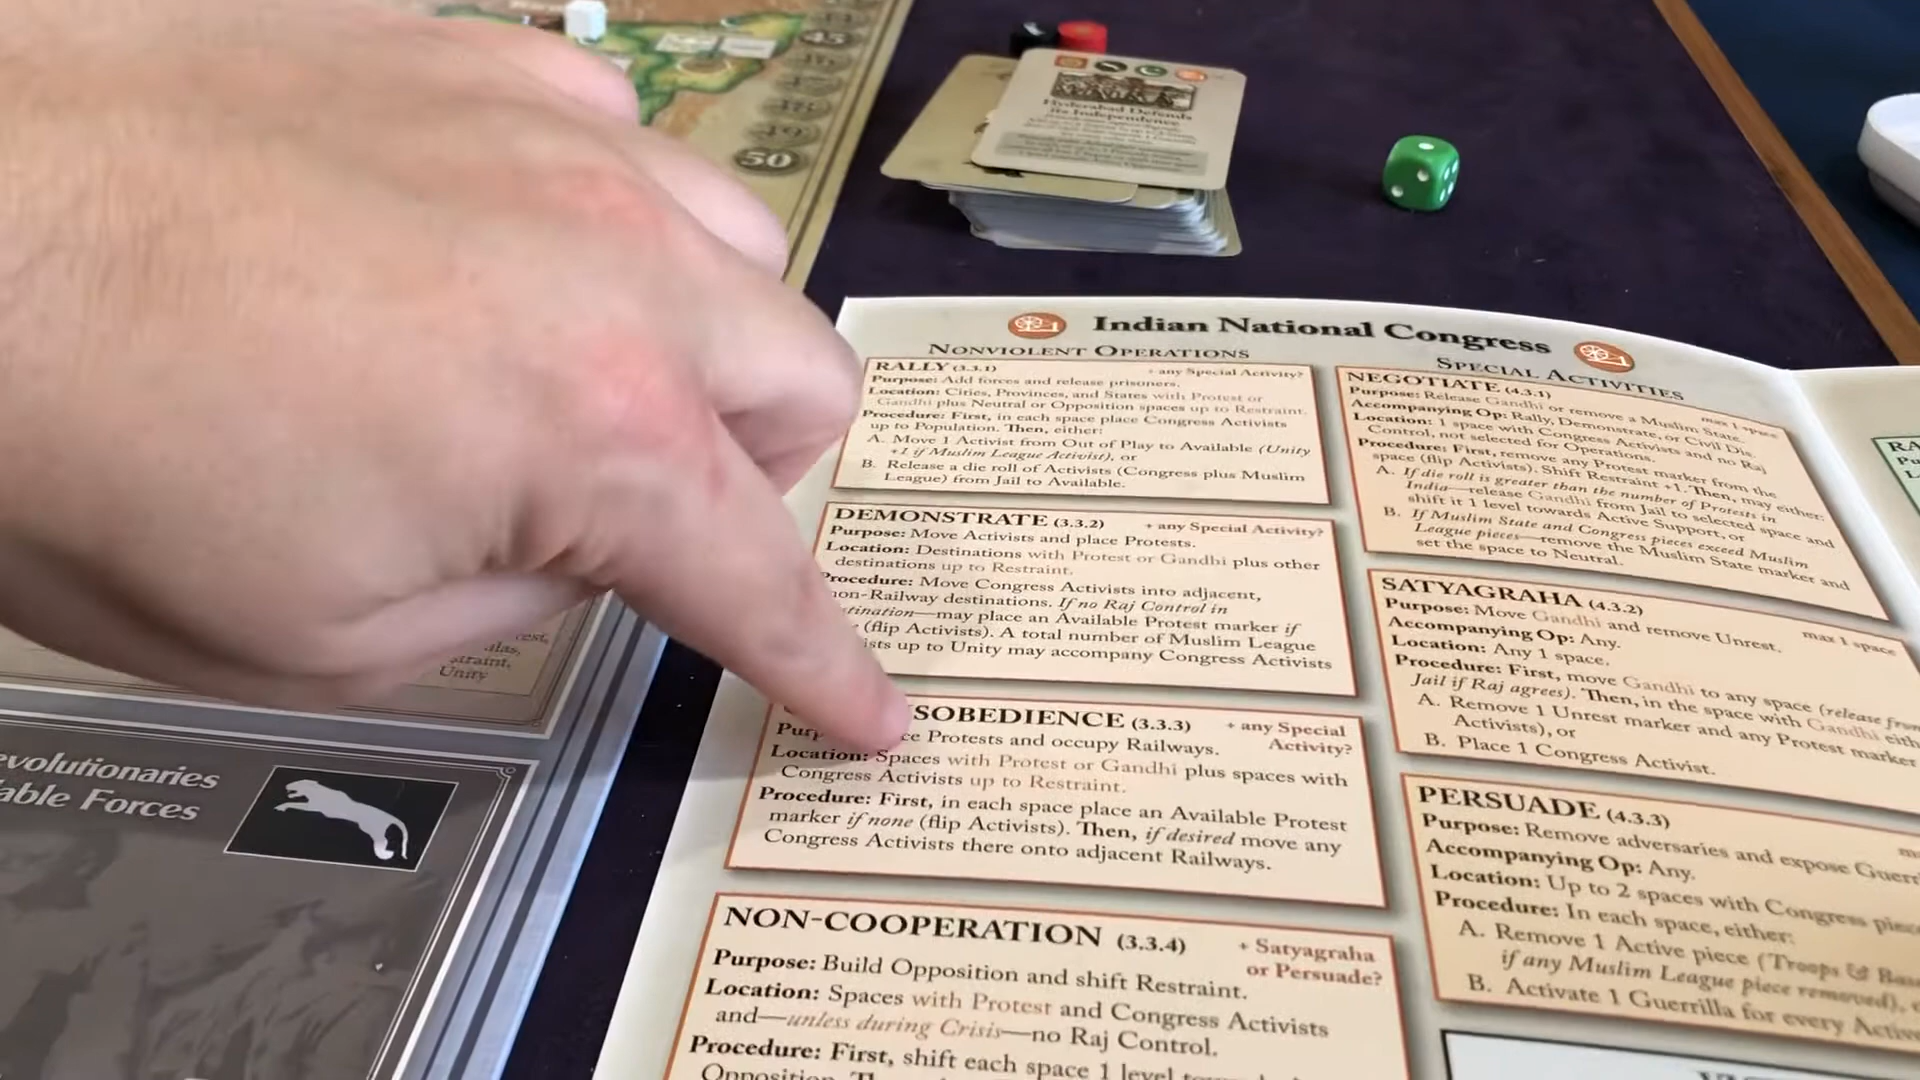 45
50
Hyderabad Defends
its Independence
Indian National Congress
NONVIOLENT OPERATIONS
RALLY (3.3.1) + any Special Activity?
Purpose: Add forces and release prisoners.
Location: Cities, Provinces, and States with Protest or
Gandhi plus Neutral or Opposition spaces up to Restraint.
Procedure: First, in each space place Congress Activists
up to Population. Then, either:
A. Move 1 Activist from Out of Play to Available (Unity
+1 if Muslim League Activist), or
B. Release a die roll of Activists (Congress plus Muslim
League) from Jail to Available.
DEMONSTRATE (3.3.2) + any Special Activity?
Purpose: Move Activists and place Protests.
Location: Destinations with Protest or Gandhi plus other
destinations up to Restraint.
Procedure: Move Congress Activists into adjacent,
non-Railway destinations. If no Raj Control in
stination—may place an Available Protest marker if
(flip Activists). A total number of Muslim League
ists up to Unity may accompany Congress Activists
SOBEDIENCE (3.3.3) + any Special
Activity?
Purp ce Protests and occupy Railways.
Location: Spaces with Protest or Gandhi plus spaces with
Congress Activists up to Restraint.
Procedure: First, in each space place an Available Protest
marker if none (flip Activists). Then, if desired move any
Congress Activists there onto adjacent Railways.
NON-COOPERATION (3.3.4) + Satyagraha
or Persuade?
Purpose: Build Opposition and shift Restraint.
Location: Spaces with Protest and Congress Activists
and—unless during Crisis—no Raj Control.
Procedure: First, shift each space 1 level
SPECIAL ACTIVITIES
NEGOTIATE (4.3.1) max 1 space
Purpose: Release Gandhi or remove a Muslim State.
Accompanying Op: Rally, Demonstrate, or Civil Dis.
Location: 1 space with Congress Activists and no Raj
Control, not selected for Operations.
Procedure: First, remove any Protest marker from the
space (flip Activists). Shift Restraint +1. Then, may either:
A. If die roll is greater than the number of Protests in
India—release Gandhi from Jail to selected space and
shift it 1 level towards Active Support, or
B. If Muslim State and Congress pieces exceed Muslim
League pieces—remove the Muslim State marker and
set the space to Neutral.
SATYAGRAHA (4.3.2) max 1 space
Purpose: Move Gandhi and remove Unrest.
Accompanying Op: Any.
Location: Any 1 space.
Procedure: First, move Gandhi to any space (release from
Jail if Raj agrees). Then, in the space with Gandhi eith
A. Remove 1 Unrest marker and any Protest marker
Activists), or
B. Place 1 Congress Activist.
PERSUADE (4.3.3)
Purpose: Remove adversaries and expose Guerr
Accompanying Op: Any.
Location: Up to 2 spaces with Congress piec
Procedure: In each space, either:
A. Remove 1 Active piece (Troops & Base
if any Muslim League piece removed),
B. Activate 1 Guerrilla for every Active
straint,
Unity
evolutionaries
able Forces